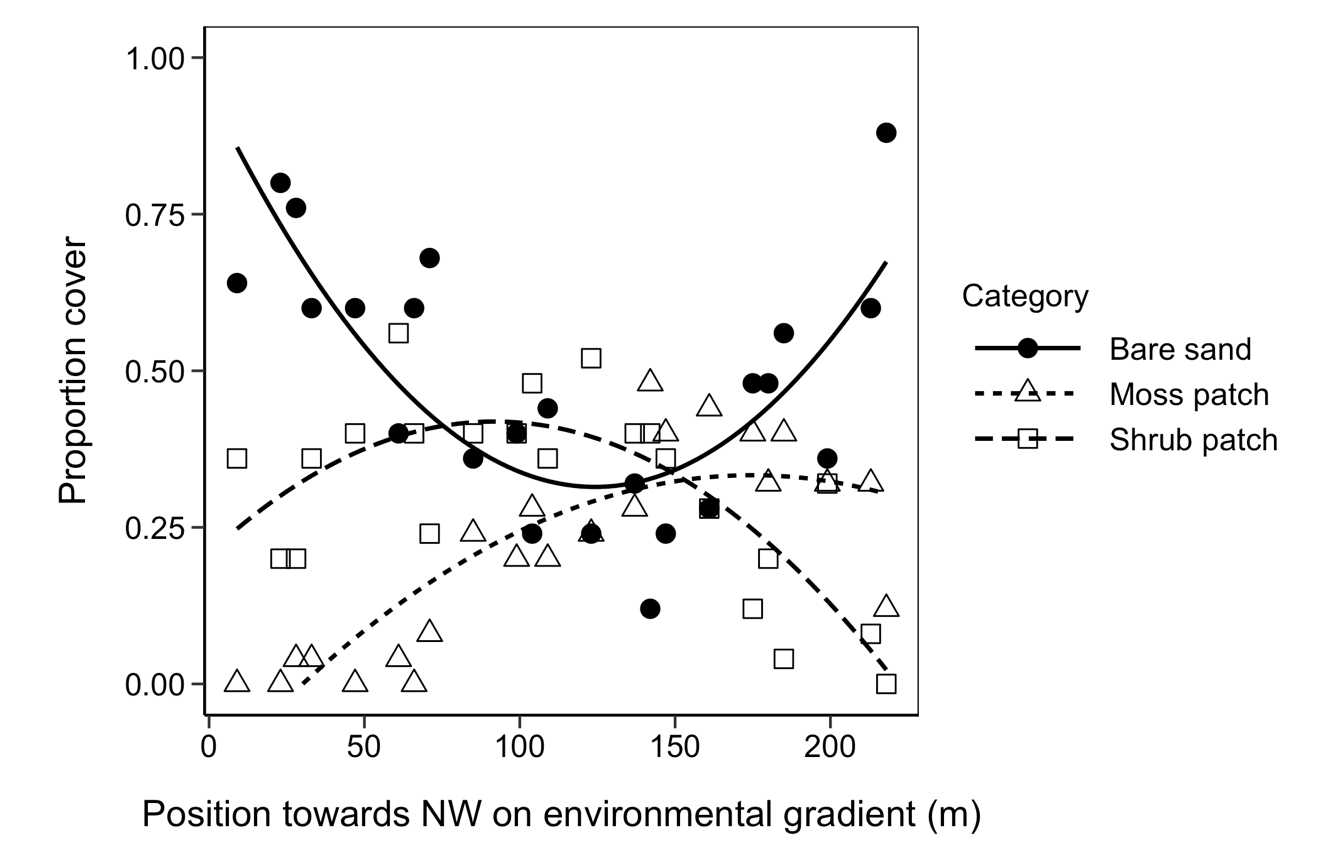 1.00
0.75
0.50
0.25
0.00
Proportion cover
0 50 100 150 200
Position towards NW on environmental gradient (m)
Category
Bare sand
Moss patch
Shrub patch